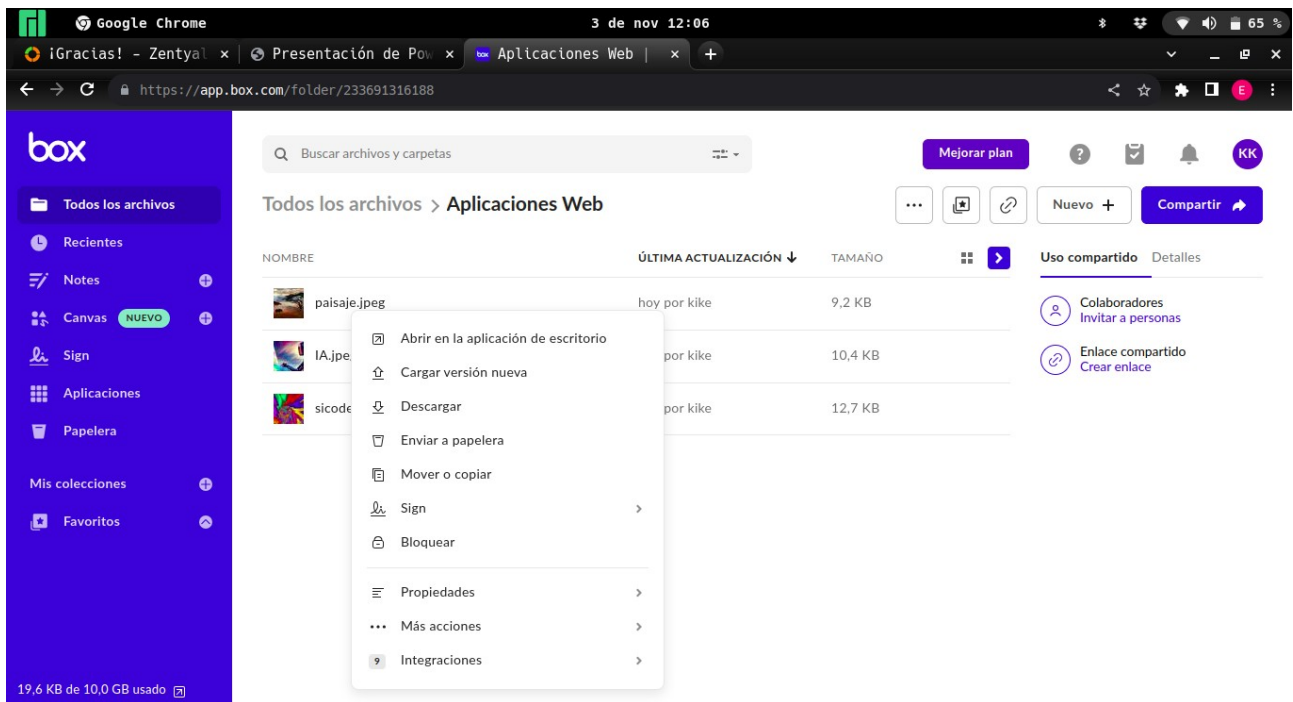 Google Chrome
3 de nov 12:06
65 %
¡Gracias! - Zentyal
Presentación de Pow
Aplicaciones Web |
https://app.box.com/folder/233691316188
E
box
Buscar archivos y carpetas
Mejorar plan
KK
Todos los archivos
Recientes
Notes
Canvas NUEVO
Sign
Aplicaciones
Papelera
Mis colecciones
Favoritos
19,6 KB de 10,0 GB usado
Todos los archivos > Aplicaciones Web
Nuevo +
Compartir
NOMBRE ÚLTIMA ACTUALIZACIÓN TAMAÑO
paisaje.jpeg hoy por kike 9,2 KB
IA.jpe por kike 10,4 KB
sicode por kike 12,7 KB
Abrir en la aplicación de escritorio
Cargar versión nueva
Descargar
Enviar a papelera
Mover o copiar
Sign
Bloquear
Propiedades
Más acciones
9 Integraciones
Uso compartido Detalles
Colaboradores
Invitar a personas
Enlace compartido
Crear enlace